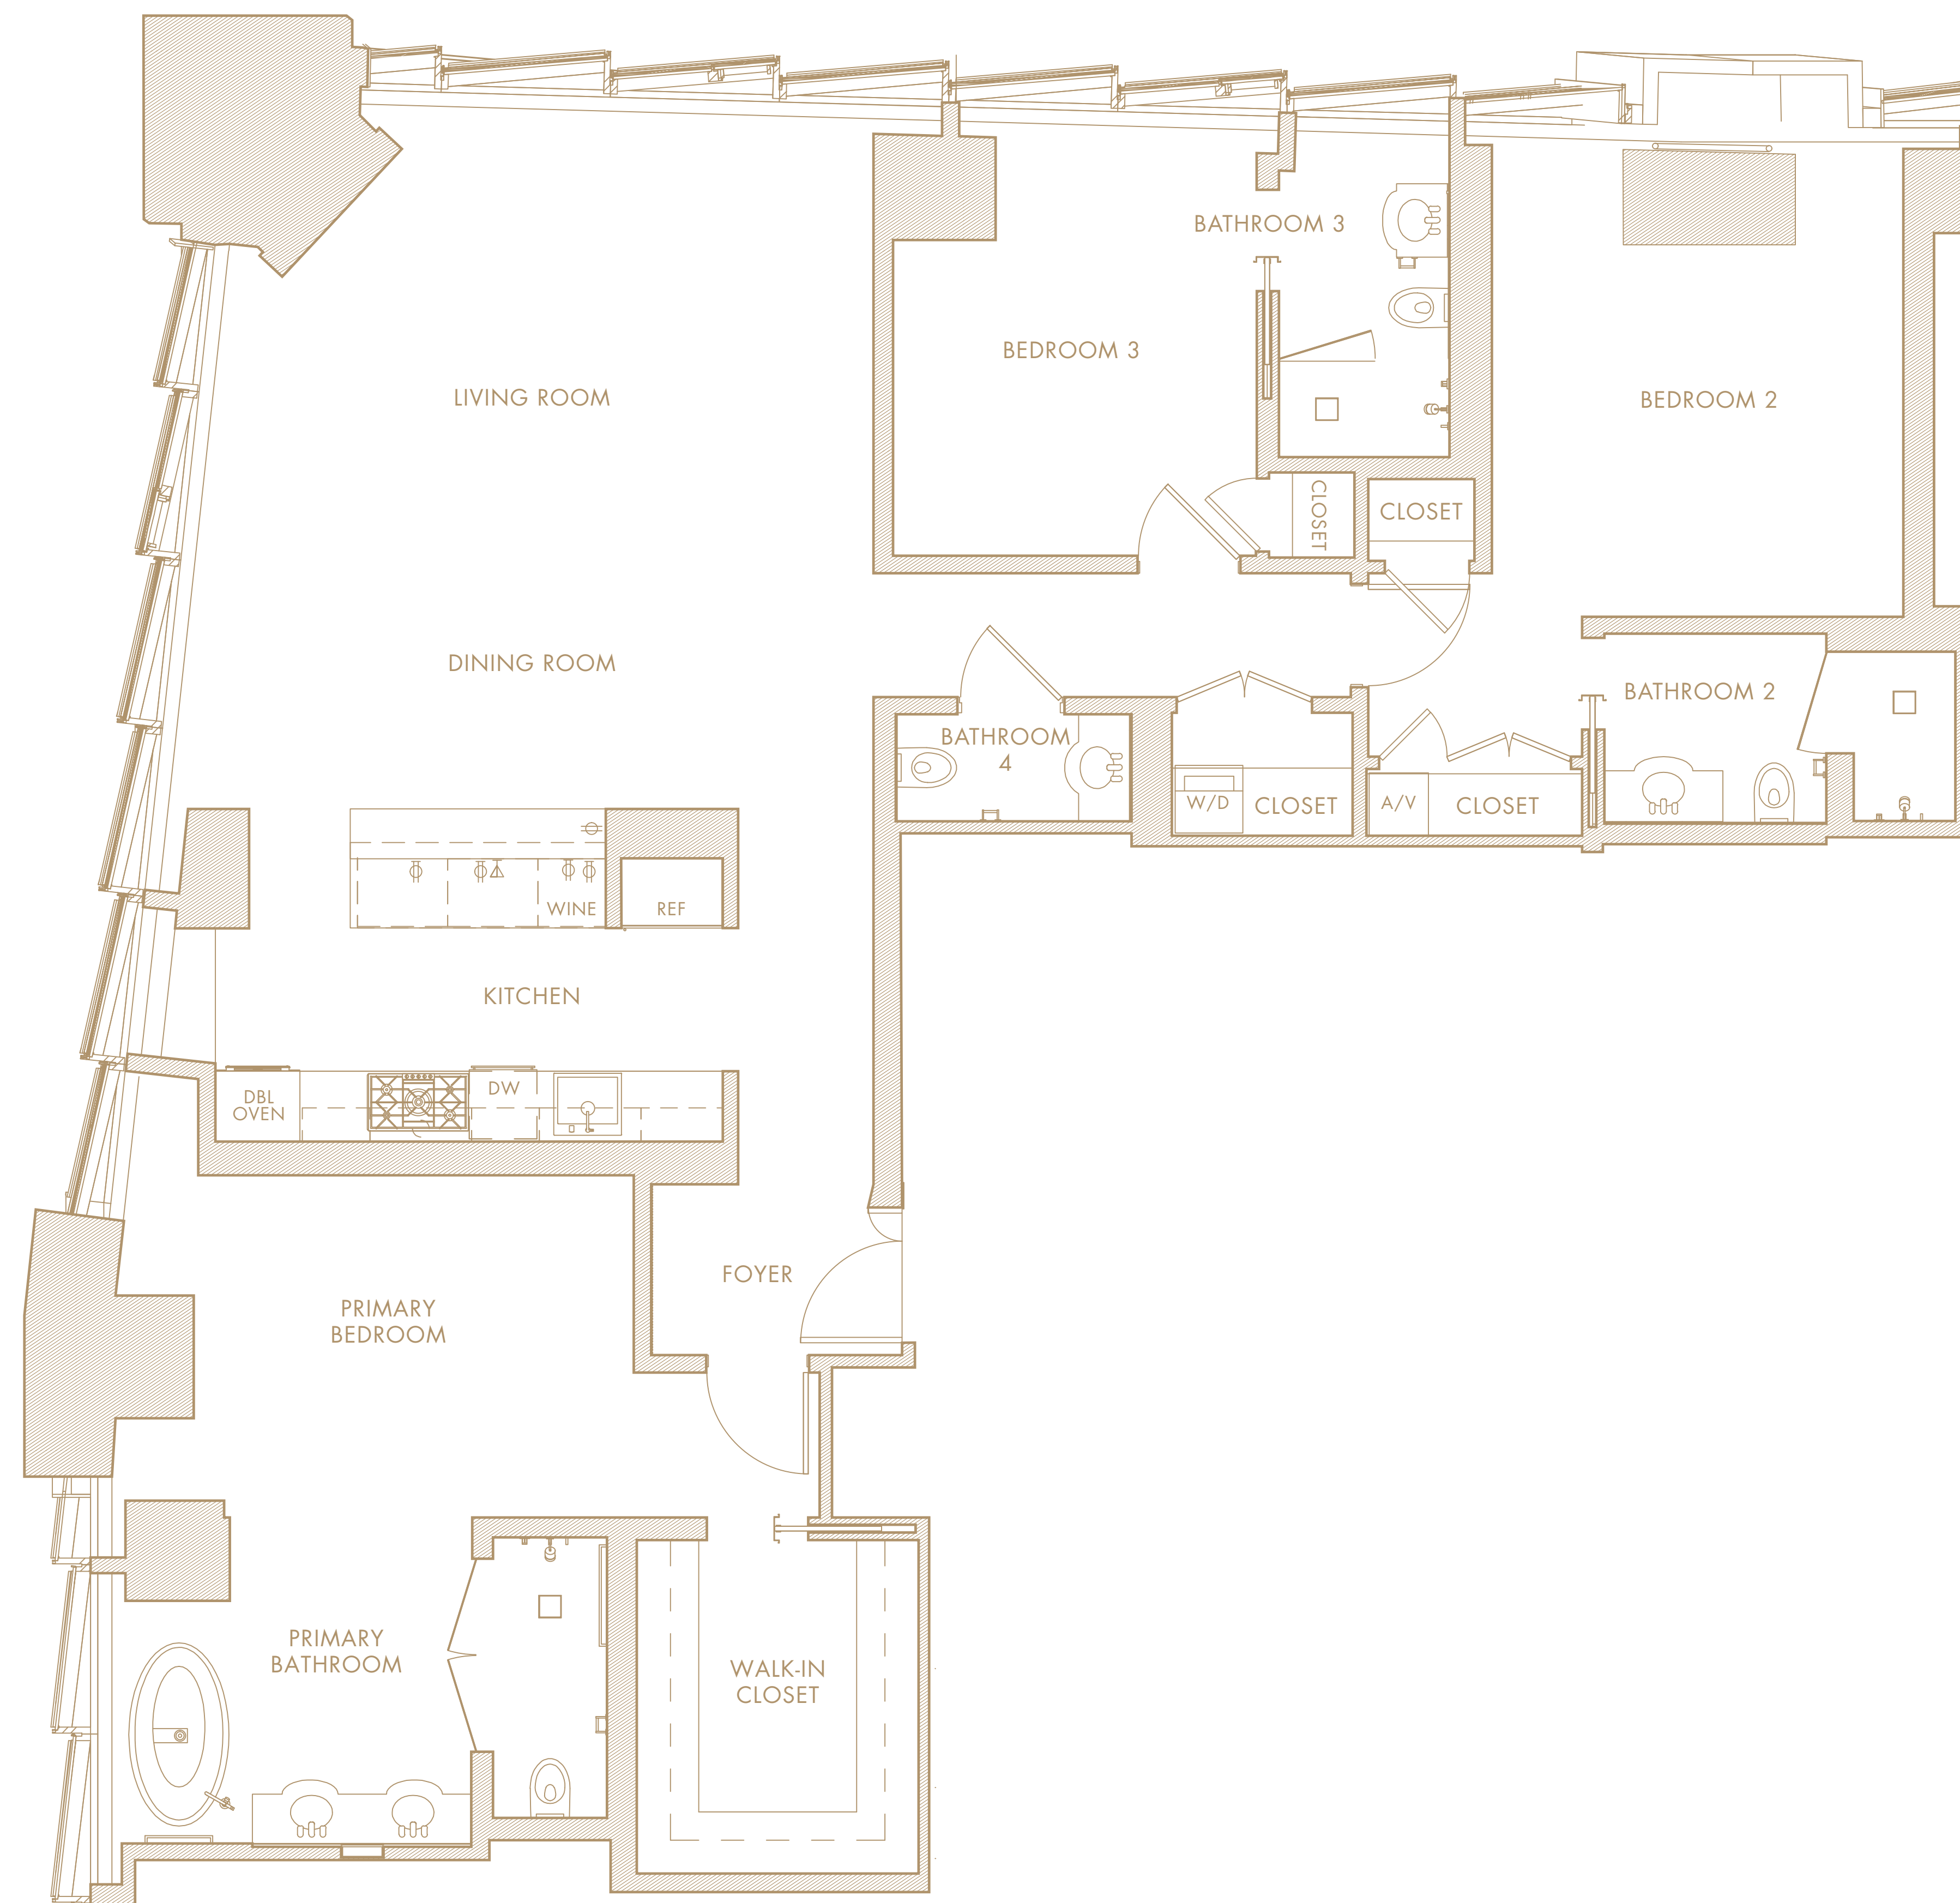 BATHROOM 3
BEDROOM 3
LIVING ROOM
BEDROOM 2
CLOSET
CLOSET
DINING ROOM
BATHROOM 2
BATHROOM
4
W/D
CLOSET
A/V
CLOSET
WINE
REF
KITCHEN
DBL
OVEN
DW
FOYER
PRIMARY
BEDROOM
PRIMARY
BATHROOM
WALK-IN
CLOSET